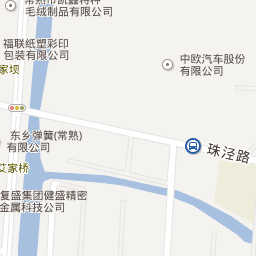 常熟市凯鑫特种
毛绒制品有限公司
福联纸塑彩印
包装有限公司
家坝
中欧汽车股份
有限公司
东乡弹簧(常熟)
有限公司
珠泾路
艾家桥
复盛集团健盛精密
金属科技公司